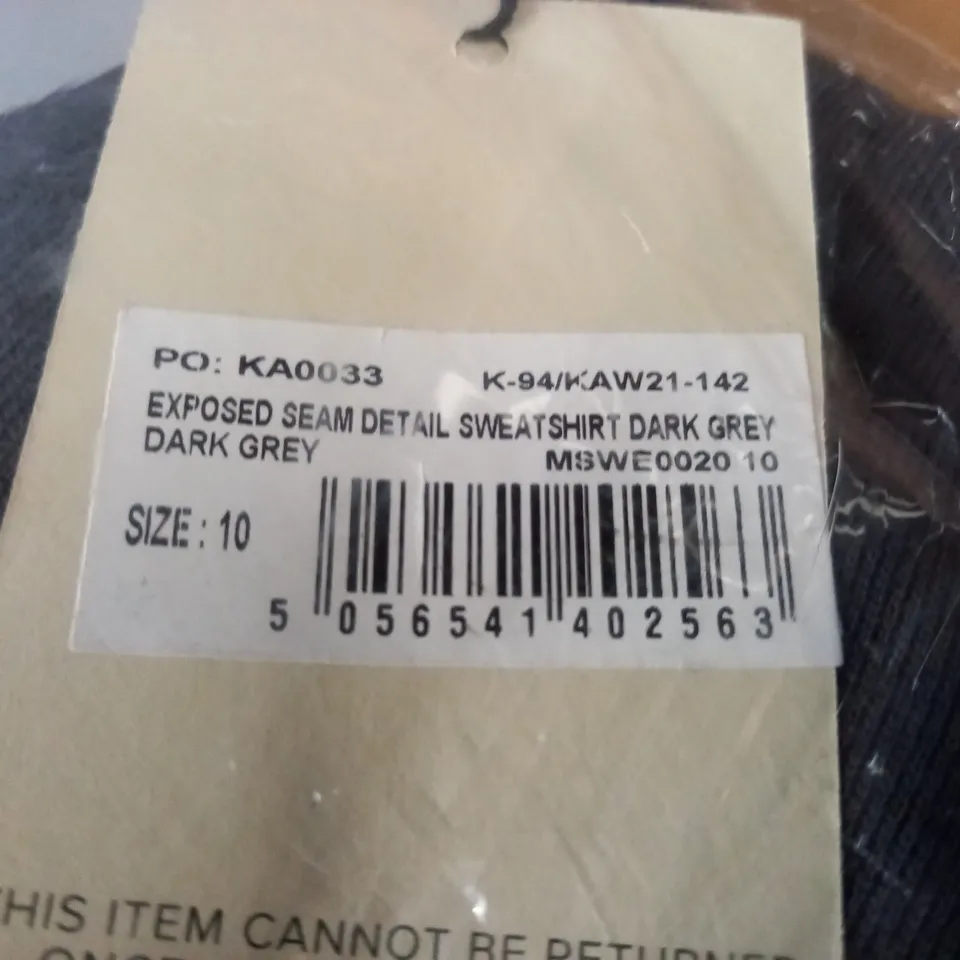 PO: KA0033 K-94/KAW21-142
EXPOSED SEAM DETAIL SWEATSHIRT DARK GREY
DARK GREY MSWE0020 10
SIZE : 10
5 056541 402563
THIS ITEM CANNOT BE RETURNED